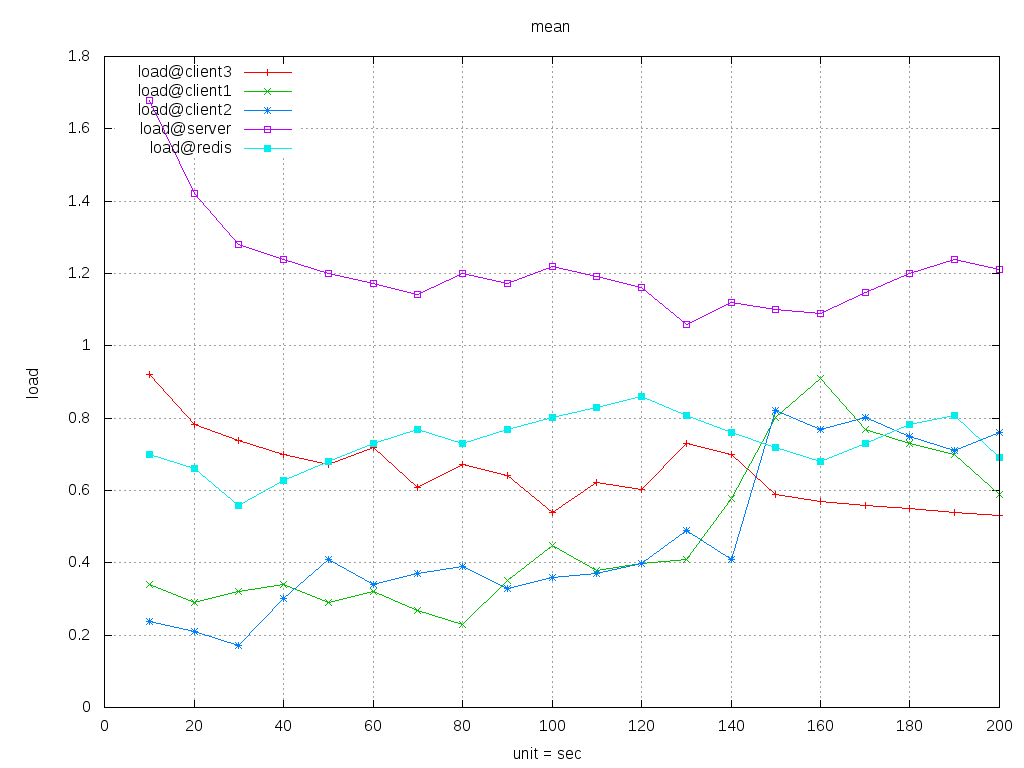 mean
1.8
load@client3
load@client1
load@client2
1.6
load@server
load@redis
1.4
1.2
1
load
0.8
0.6
0.4
0.2
0
0 20 40 60 80 100 120 140 160 180 200
unit = sec